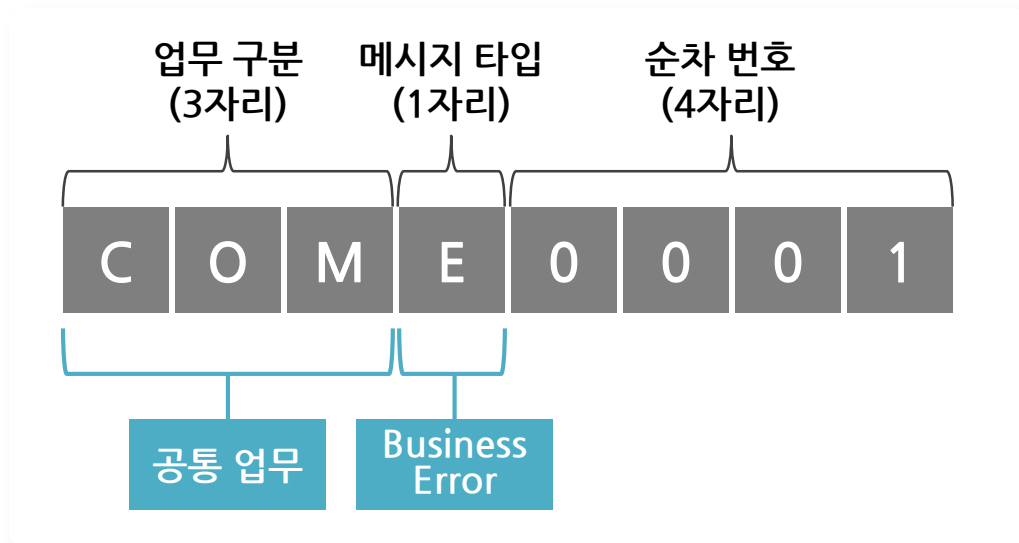 업무 구분
(3자리)
메시지 타입
(1자리)
순차 번호
(4자리)
C O M E 0 0 0 1
공통 업무
Business
Error